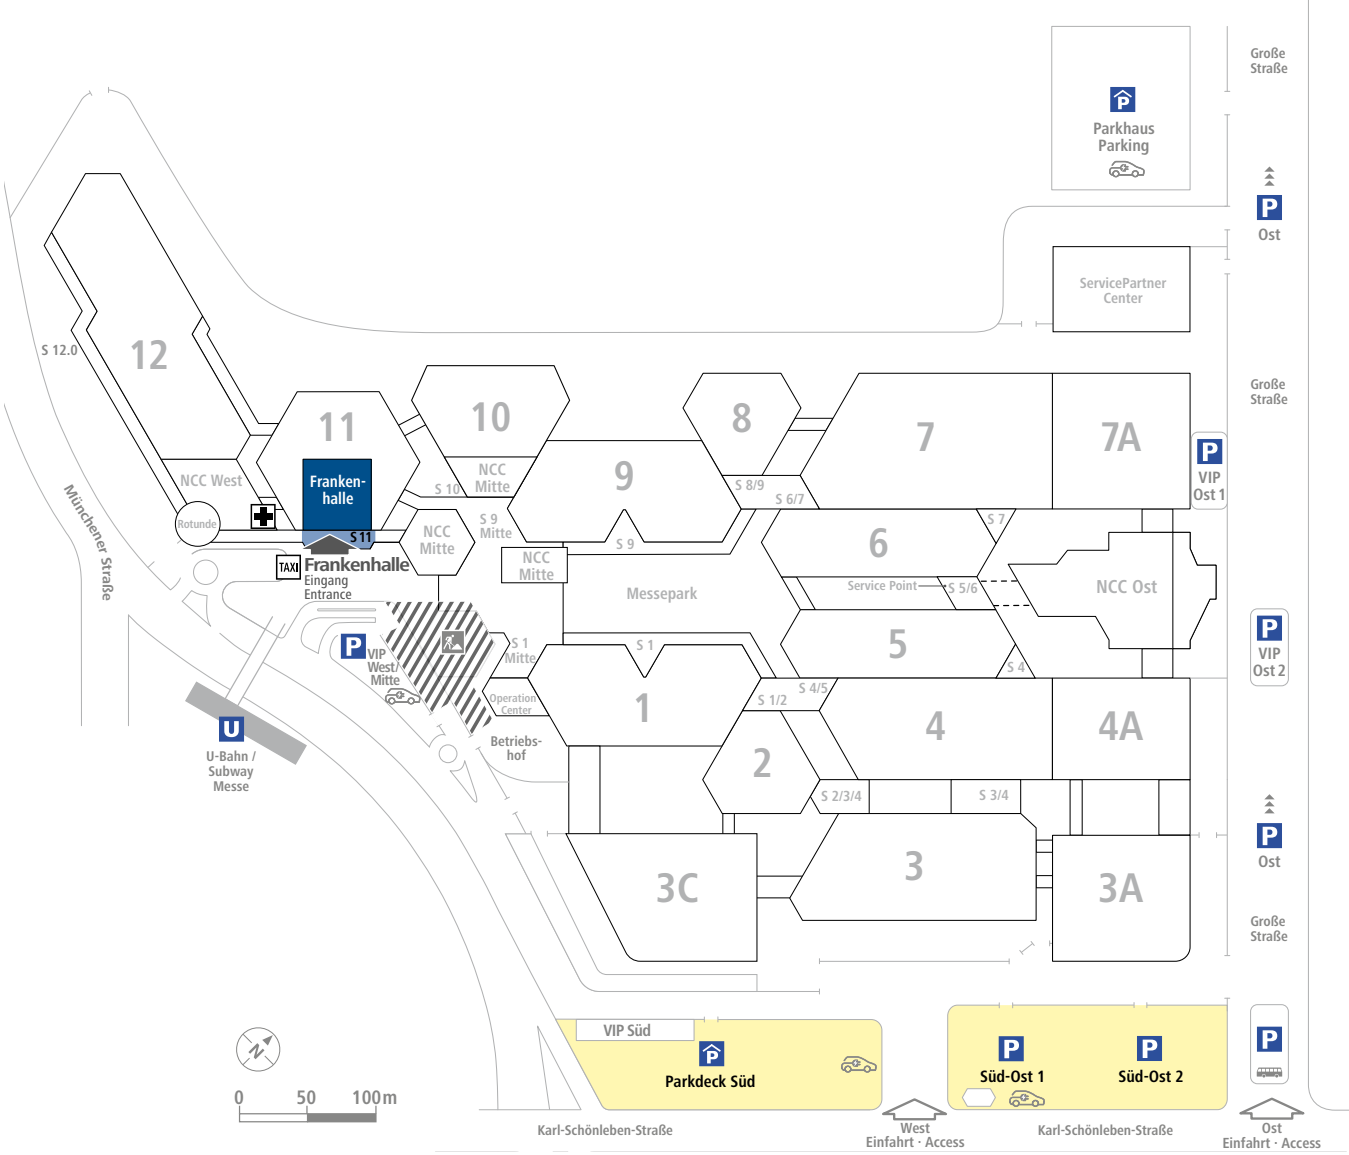 Große
Straße
P
Parkhaus
Parking
P
Ost
ServicePartner
Center
S 12.0
12
11
10
8
7
7A
Große
Straße
P
VIP
Ost 1
NCC West
Franken-
halle
NCC
Mitte
S 10
9
S 8/9
S 6/7
Rotunde
S 11
NCC
Mitte
S 9
Mitte
S 9
6
S 7
Münchener Straße
TAXI
Frankenhalle
Eingang
Entrance
NCC
Mitte
Messepark
Service Point
S 5/6
NCC Ost
P
VIP
West/
Mitte
S 1
Mitte
S 1
5
S 4
P
VIP
Ost 2
Operation
Center
1
S 1/2
S 4/5
4
4A
U
U-Bahn /
Subway
Messe
Betriebs-
hof
2
S 2/3/4
S 3/4
P
Ost
3C
3
3A
Große
Straße
N
0 50 100m
VIP Süd
P
Parkdeck Süd
P
Süd-Ost 1
P
Süd-Ost 2
P
Karl-Schönleben-Straße
West
Einfahrt · Access
Karl-Schönleben-Straße
Ost
Einfahrt · Access